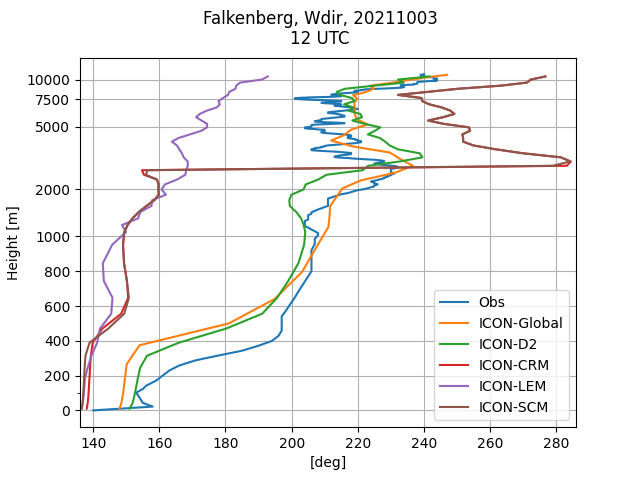 Falkenberg, Wdir, 20211003
12 UTC
10000
7500
5000
2000
1000
800
600
400
200
0
Height [m]
140
160
180
200
220
240
260
280
[deg]
Obs
ICON-Global
ICON-D2
ICON-CRM
ICON-LEM
ICON-SCM